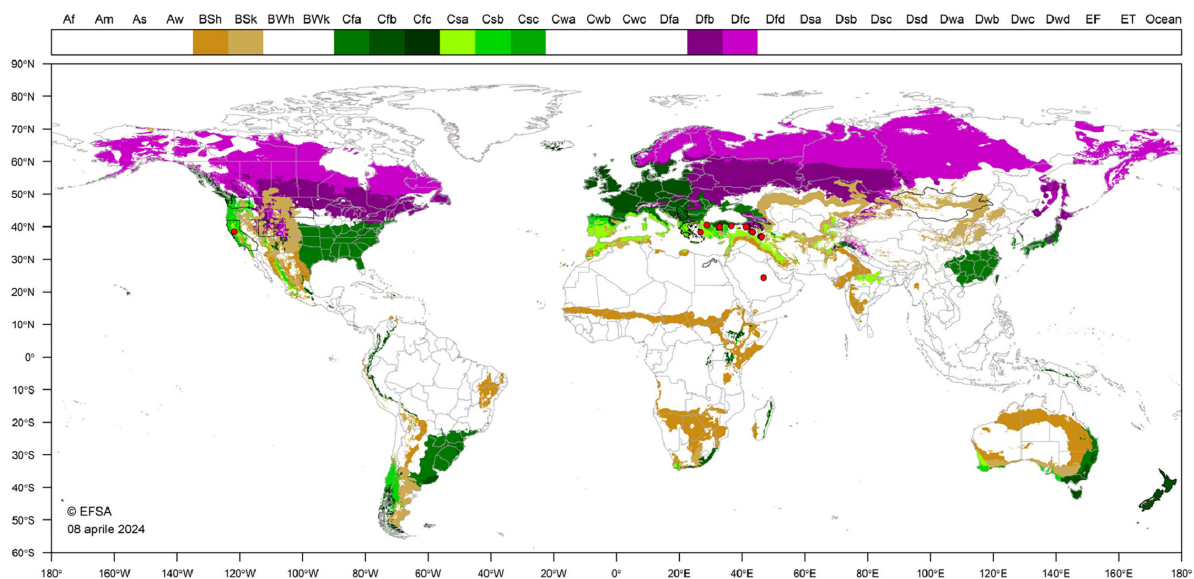 Af Am As Aw BSh BSk BWh BWk Cfa Cfb Cfc Csa Csb Csc Cwa Cwb Cwc Dfa Dfb Dfc Dfd Dsa Dsb Dsc Dsd Dwa Dwb Dwc Dwd EF ET Ocean
90°N
80°N
70°N
60°N
50°N
40°N
30°N
20°N
10°N
0°
10°S
20°S
30°S
40°S
50°S
60°S
© EFSA
08 aprile 2024
180° 160°W 140°W 120°W 100°W 80°W 60°W 40°W 20°W 0° 20°E 40°E 60°E 80°E 100°E 120°E 140°E 160°E 180°